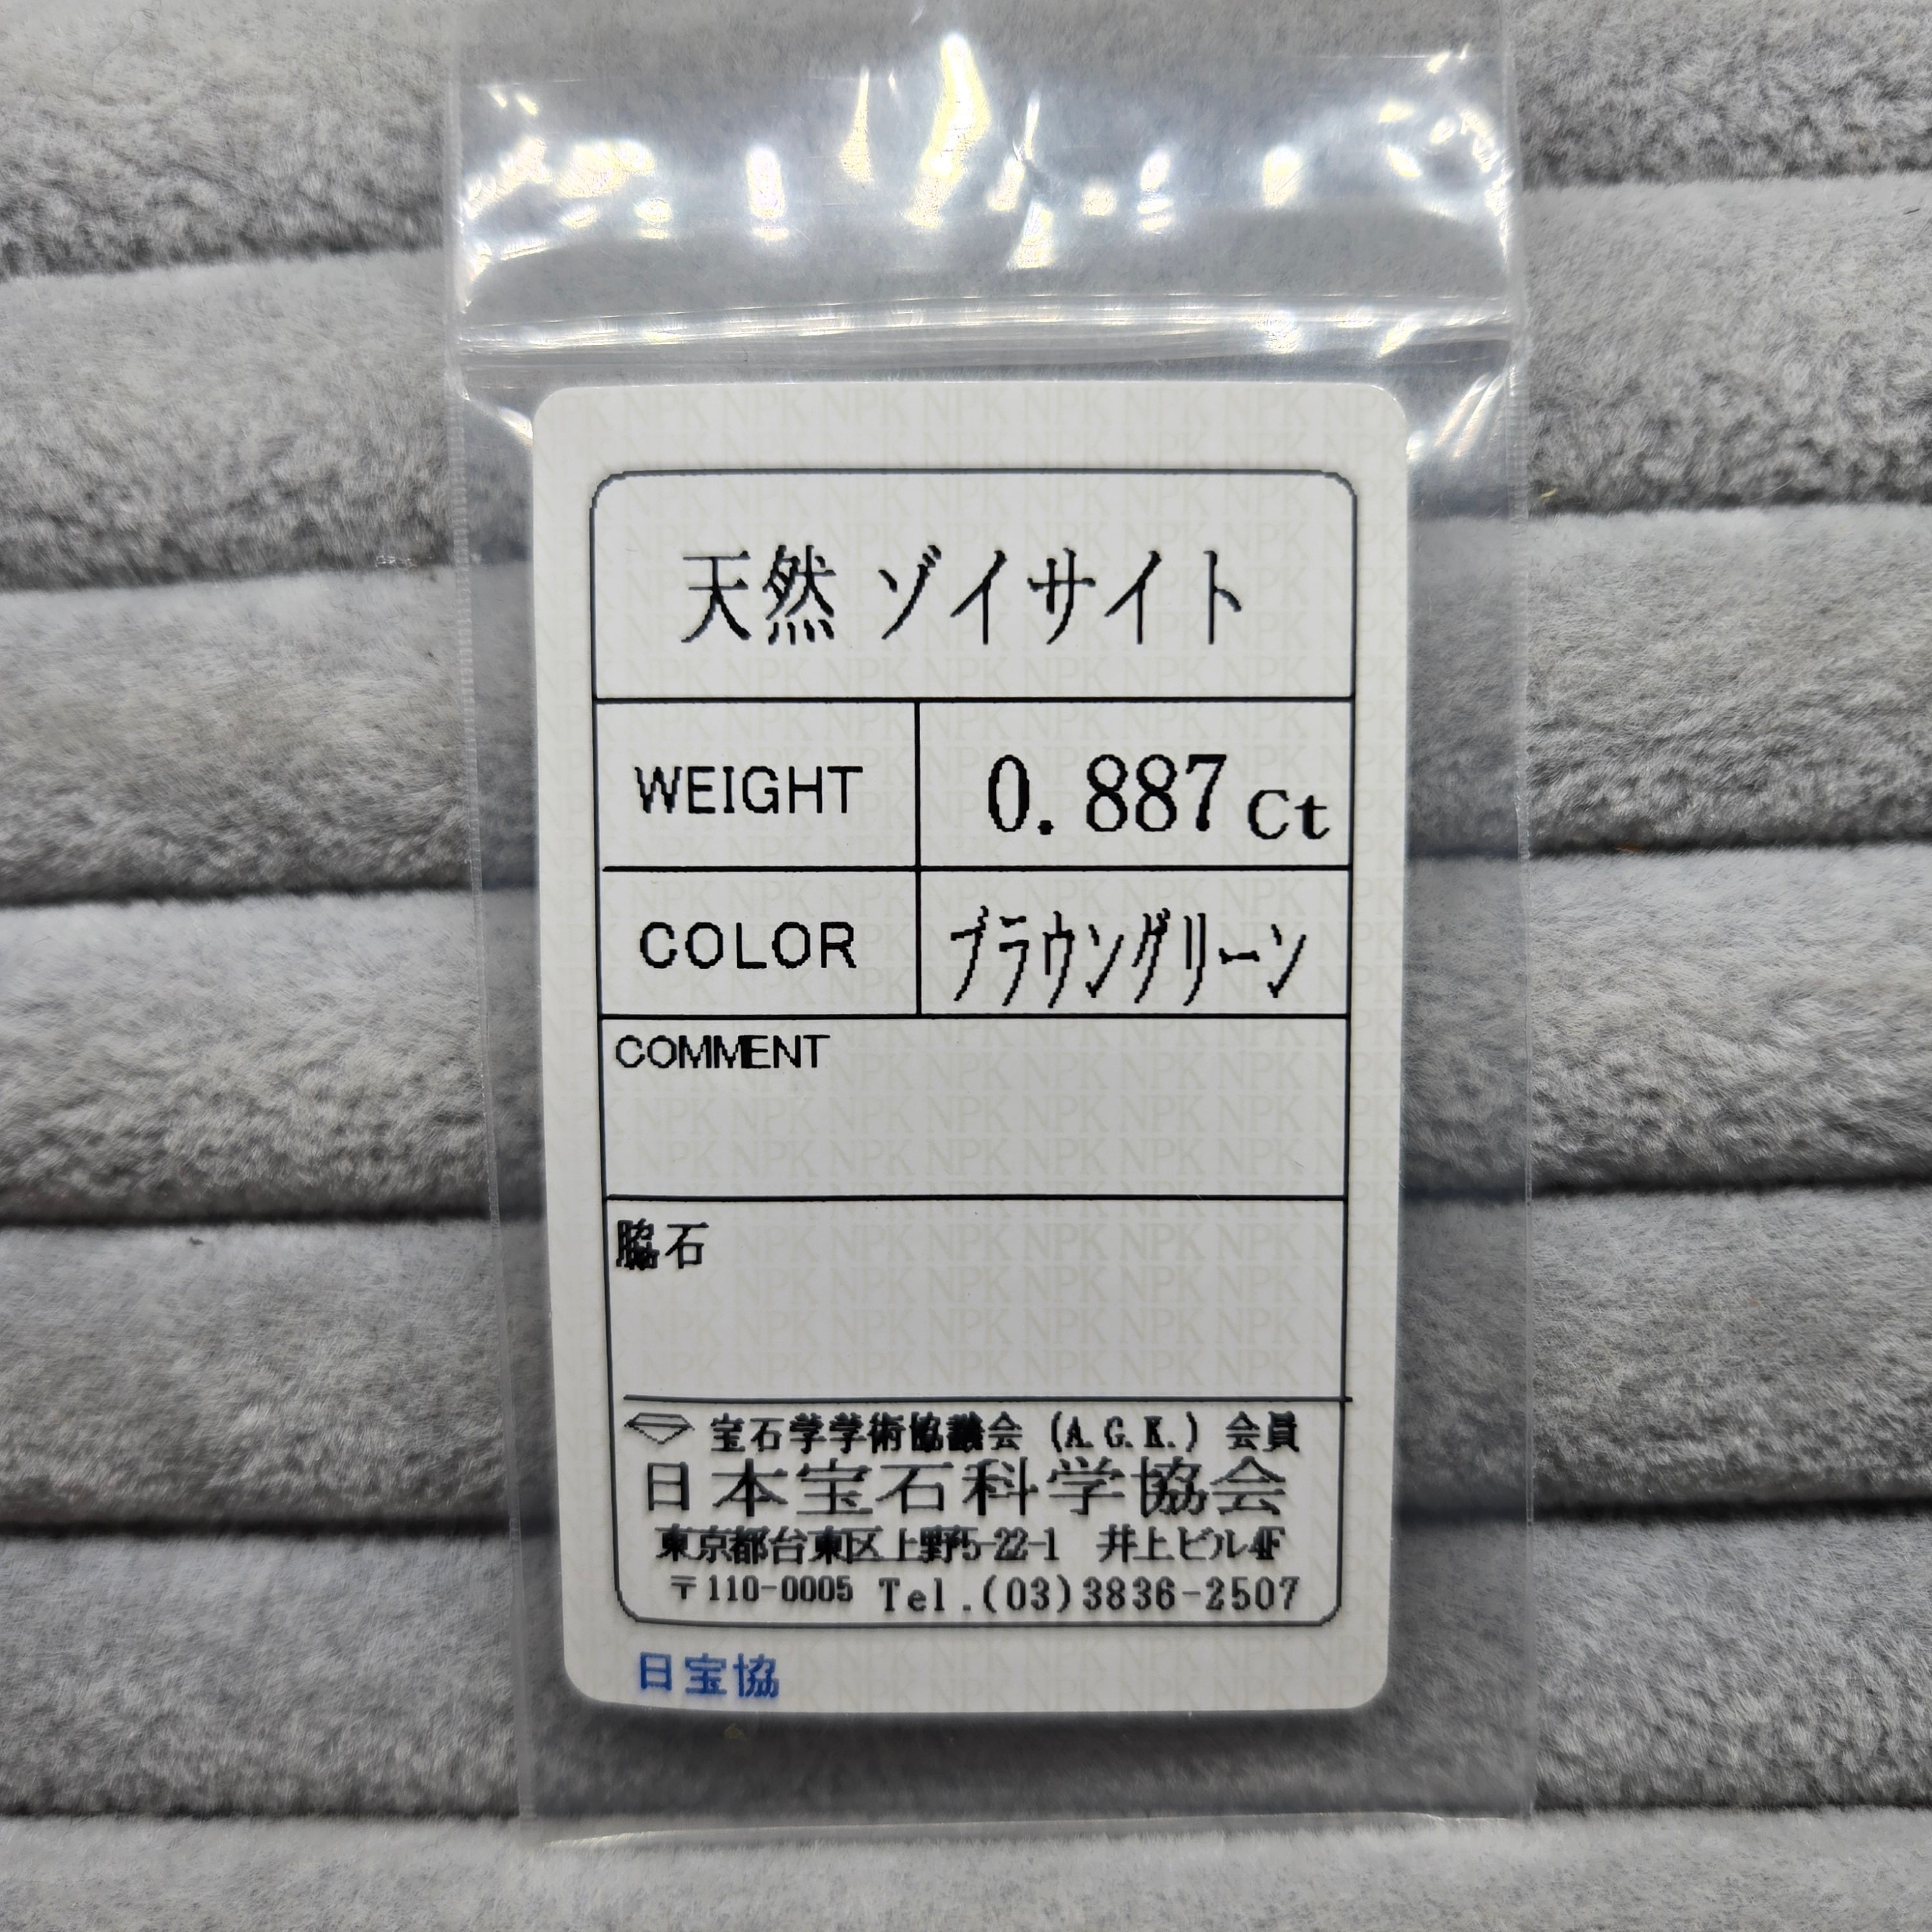 天然 ゾイサイト
WEIGHT 0.887 Ct
COLOR ブラウングリーン
COMMENT
脇石
宝石学学術協議会 (A.G.K.) 会員
日本宝石科学協会
東京都台東区上野5-22-1 井上ビル4F
〒110-0005 Tel.(03)3836-2507
日宝協